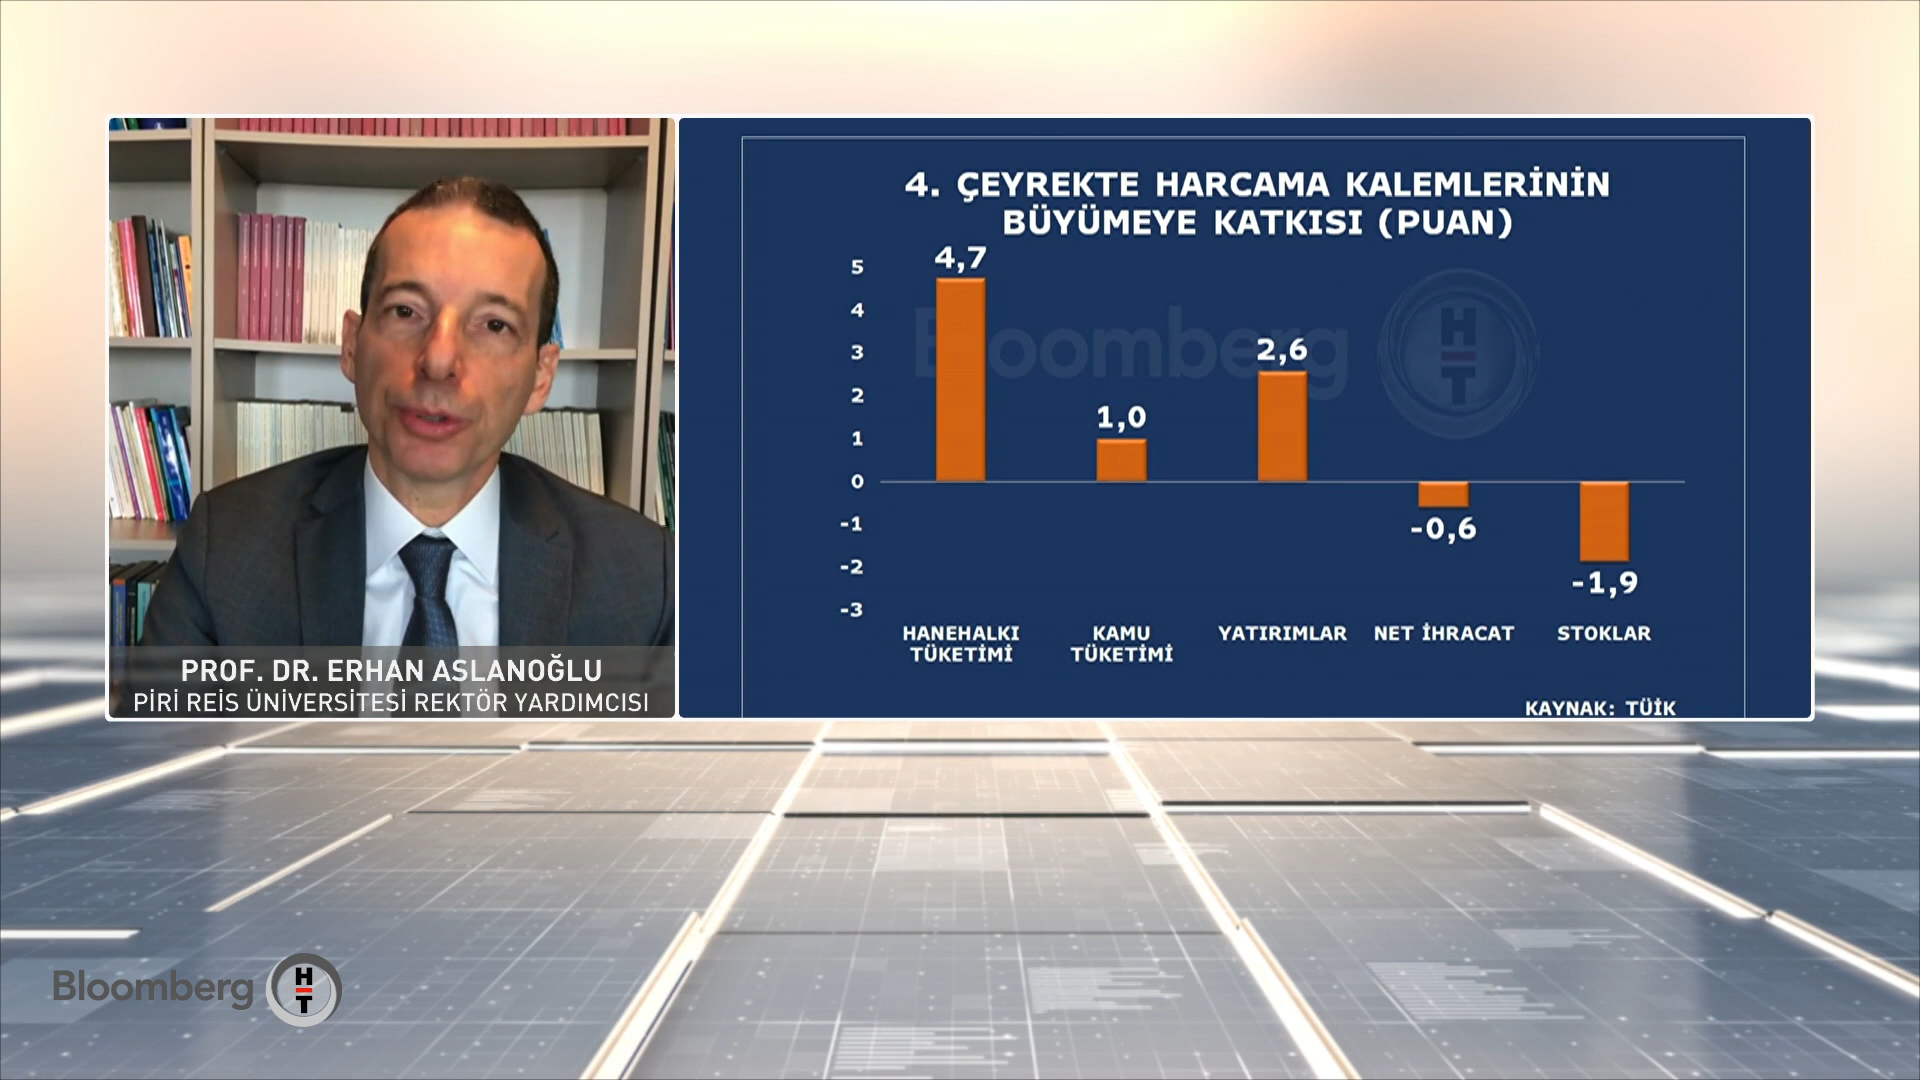 PROF. DR. ERHAN ASLANOĞLU
PİRİ REİS ÜNİVERSİTESİ REKTÖR YARDIMCISI
4. ÇEYREKTE HARCAMA KALEMLERİNİN
BÜYÜMEYE KATKISI (PUAN)
Bloomberg HT
5
4
3
2
1
0
-1
-2
-3
4,7
1,0
2,6
-0,6
-1,9
HANEHALKI
TÜKETİMİ
KAMU
TÜKETİMİ
YATIRIMLAR
NET İHRACAT
STOKLAR
KAYNAK: TÜİK
Bloomberg HT